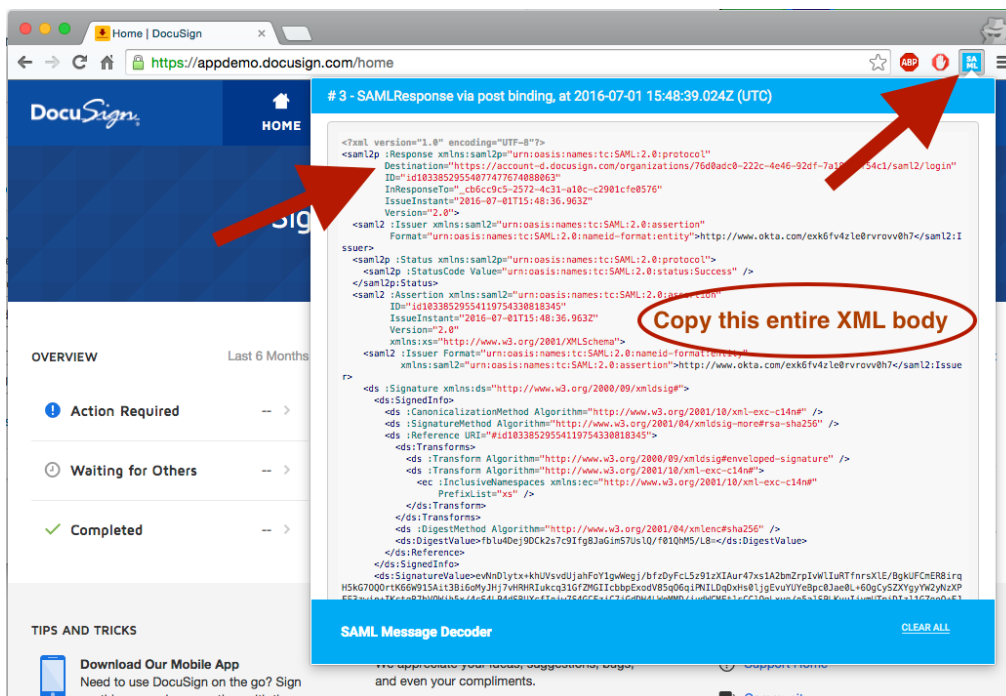 Home | DocuSign
https://appdemo.docusign.com/home
ABP
SA
ML
DocuSign
HOME
# 3 - SAMLResponse via post binding, at 2016-07-01 15:48:39.024Z (UTC)
<?xml version="1.0" encoding="UTF-8"?>
<saml2p :Response xmlns:saml2p="urn:oasis:names:tc:SAML:2.0:protocol"
Destination="https://account-d.docusign.com/organizations/76d0adc0-222c-4e46-92df-7a1 54c1/saml2/login"
ID="id10338529554077477674088063"
InResponseTo="_cb6cc9c5-2572-4c31-a10c-c2901cfe0576"
IssueInstant="2016-07-01T15:48:36.963Z"
Version="2.0">
<saml2 :Issuer xmlns:saml2="urn:oasis:names:tc:SAML:2.0:assertion"
Format="urn:oasis:names:tc:SAML:2.0:nameid-format:entity">http://www.okta.com/exk6fv4zle0rvrovv0h7</saml2:I
ssuer>
<saml2p :Status xmlns:saml2p="urn:oasis:names:tc:SAML:2.0:protocol">
<saml2p :StatusCode Value="urn:oasis:names:tc:SAML:2.0:status:Success" />
</saml2p:Status>
<saml2 :Assertion xmlns:saml2="urn:oasis:names:tc:SAML:2.0:assertion"
ID="id10338529554119754330818345"
IssueInstant="2016-07-01T15:48:36.963Z"
Version="2.0"
xmlns:xs="http://www.w3.org/2001/XMLSchema">
Copy this entire XML body
<saml2 :Issuer Format="urn:oasis:names:tc:SAML:2.0:nameid-format:entity"
xmlns:saml2="urn:oasis:names:tc:SAML:2.0:assertion">http://www.okta.com/exk6fv4zle0rvrovv0h7</saml2:Issue
r>
<ds :Signature xmlns:ds="http://www.w3.org/2000/09/xmldsig#">
<ds:SignedInfo>
<ds :CanonicalizationMethod Algorithm="http://www.w3.org/2001/10/xml-exc-c14n#" />
<ds :SignatureMethod Algorithm="http://www.w3.org/2001/04/xmldsig-more#rsa-sha256" />
<ds :Reference URI="#id10338529554119754330818345">
<ds:Transforms>
<ds :Transform Algorithm="http://www.w3.org/2000/09/xmldsig#enveloped-signature" />
<ds :Transform Algorithm="http://www.w3.org/2001/10/xml-exc-c14n#">
<ec :InclusiveNamespaces xmlns:ec="http://www.w3.org/2001/10/xml-exc-c14n#"
PrefixList="xs" />
</ds:Transform>
</ds:Transforms>
<ds :DigestMethod Algorithm="http://www.w3.org/2001/04/xmlenc#sha256" />
<ds:DigestValue>fblu4Dej9DCk2s7c9Ifg8JaGimS7UslQ/f01QhM5/L8=</ds:DigestValue>
</ds:Reference>
</ds:SignedInfo>
<ds:SignatureValue>evNnDlytx+khUVsvdUjahFoY1gwWegj/bfzDyFcL5z91zXIAur47xs1A2bmZrpIvWlIuRTfnrsXlE/BgkUFCmER8irq
H5kG7OQOrtK66W915Ait3Bi6oMyJHj7vHRHRIukcq31GfZMGIIcbbpExodV85qO6qiPNILDqDxHs0ljgEvuYUYeBpc0Jae0L+6OgCySZXYgyYW2yNzXP
Sig
OVERVIEW
Last 6 Months
Action Required --
Waiting for Others --
Completed --
TIPS AND TRICKS
Download Our Mobile App
Need to use DocuSign on the go? Sign
SAML Message Decoder
CLEAR ALL
We appreciate your ideas, suggestions, bugs,
and even your compliments.
Support Home